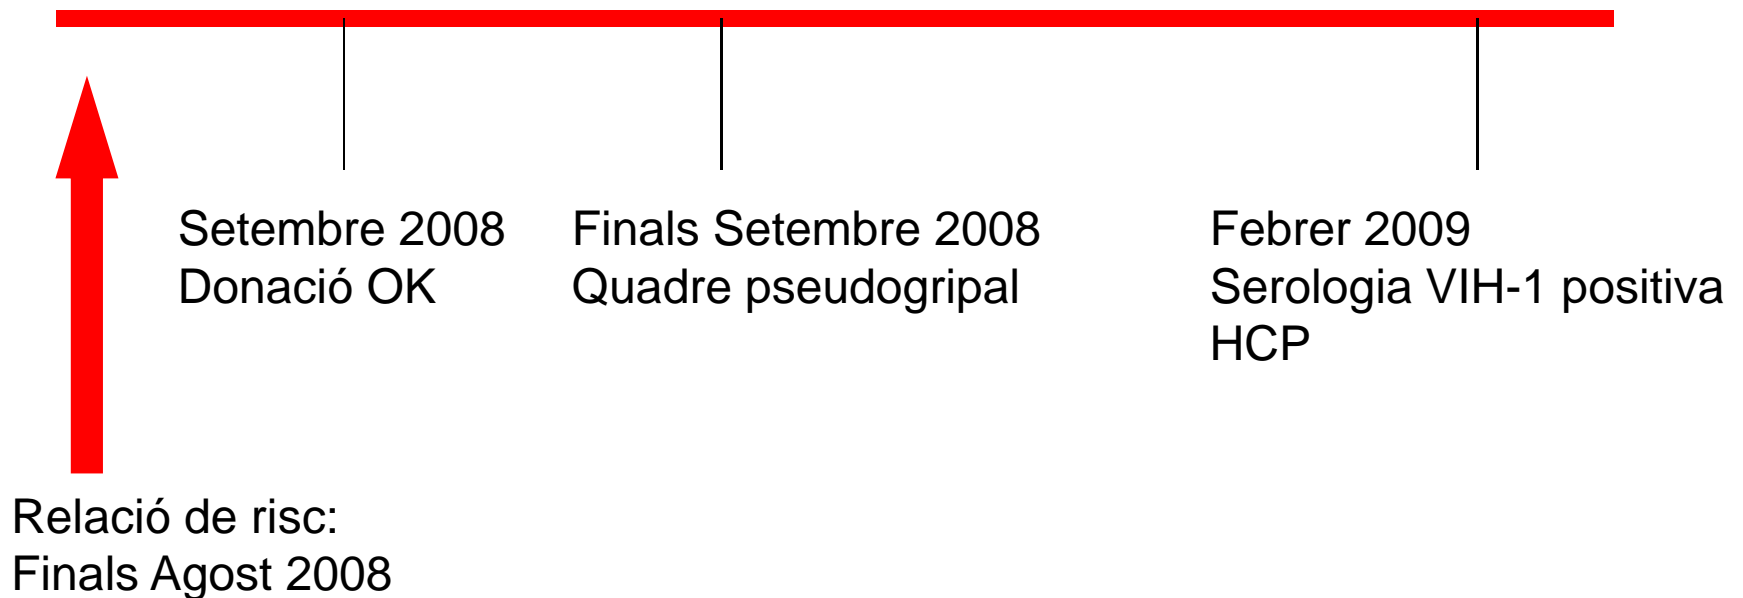 Setembre 2008
Donació OK
Finals Setembre 2008
Quadre pseudogripal
Febrer 2009
Serologia VIH-1 positiva
HCP
Relació de risc:
Finals Agost 2008